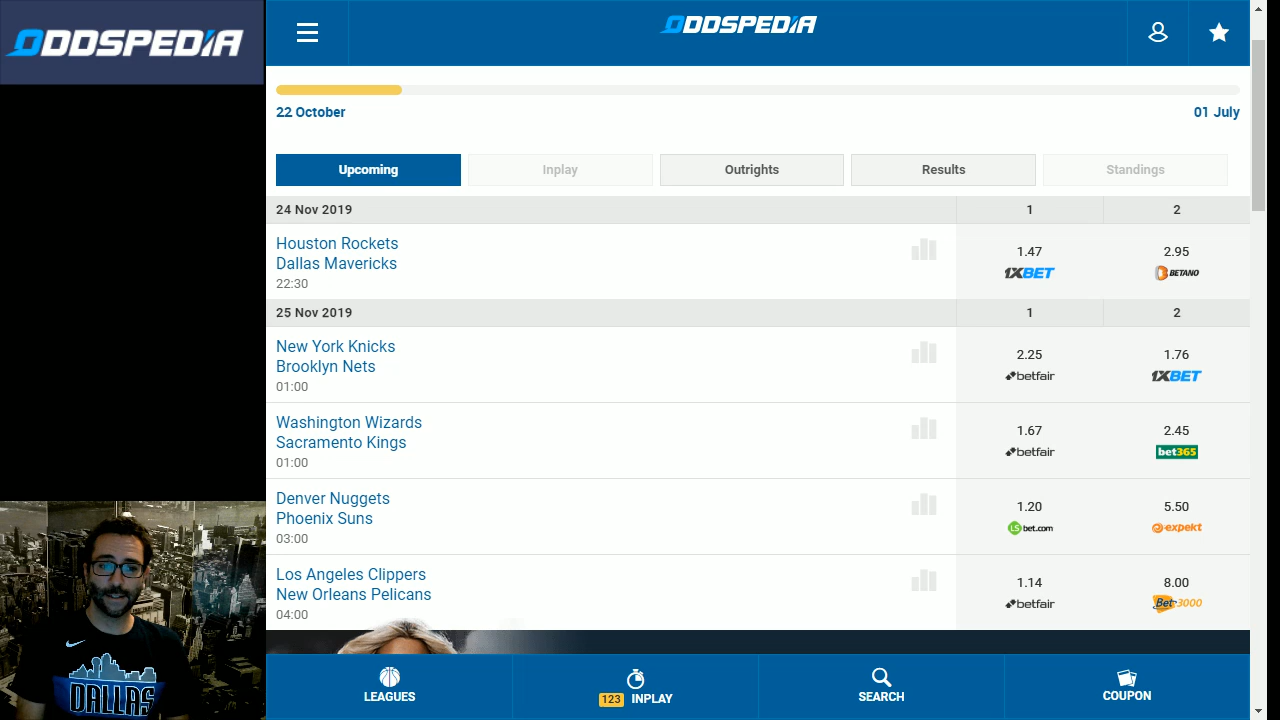 ODDSPEDIA
ODDSPEDIA
22 October
01 July
Upcoming
Inplay
Outrights
Results
Standings
24 Nov 2019 1 2
Houston Rockets
Dallas Mavericks
22:30
1.47 2.95
1XBET BETANO
25 Nov 2019 1 2
New York Knicks
Brooklyn Nets
01:00
2.25 1.76
betfair 1XBET
Washington Wizards
Sacramento Kings
01:00
1.67 2.45
betfair bet365
Denver Nuggets
Phoenix Suns
03:00
1.20 5.50
LS bet.com expekt
Los Angeles Clippers
New Orleans Pelicans
04:00
1.14 8.00
betfair Bet3000
LEAGUES
123 INPLAY
SEARCH
COUPON
DALLAS